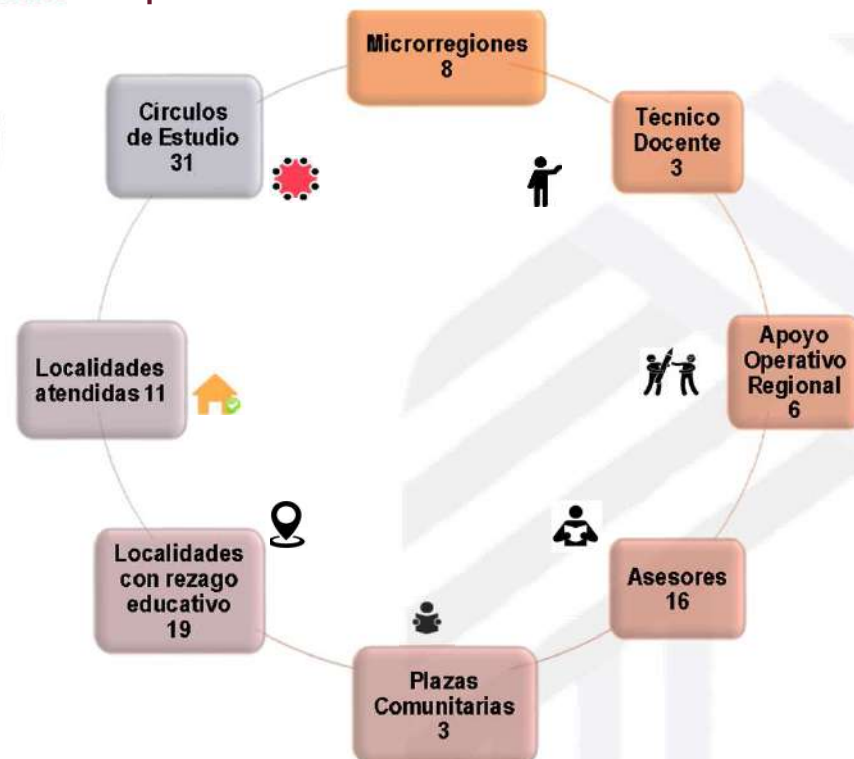 Microrregiones
8
Técnico
Docente
3
Apoyo
Operativo
Regional
6
Asesores
16
Plazas
Comunitarias
3
Localidades
con rezago
educativo
19
Localidades
atendidas 11
Círculos
de Estudio
31